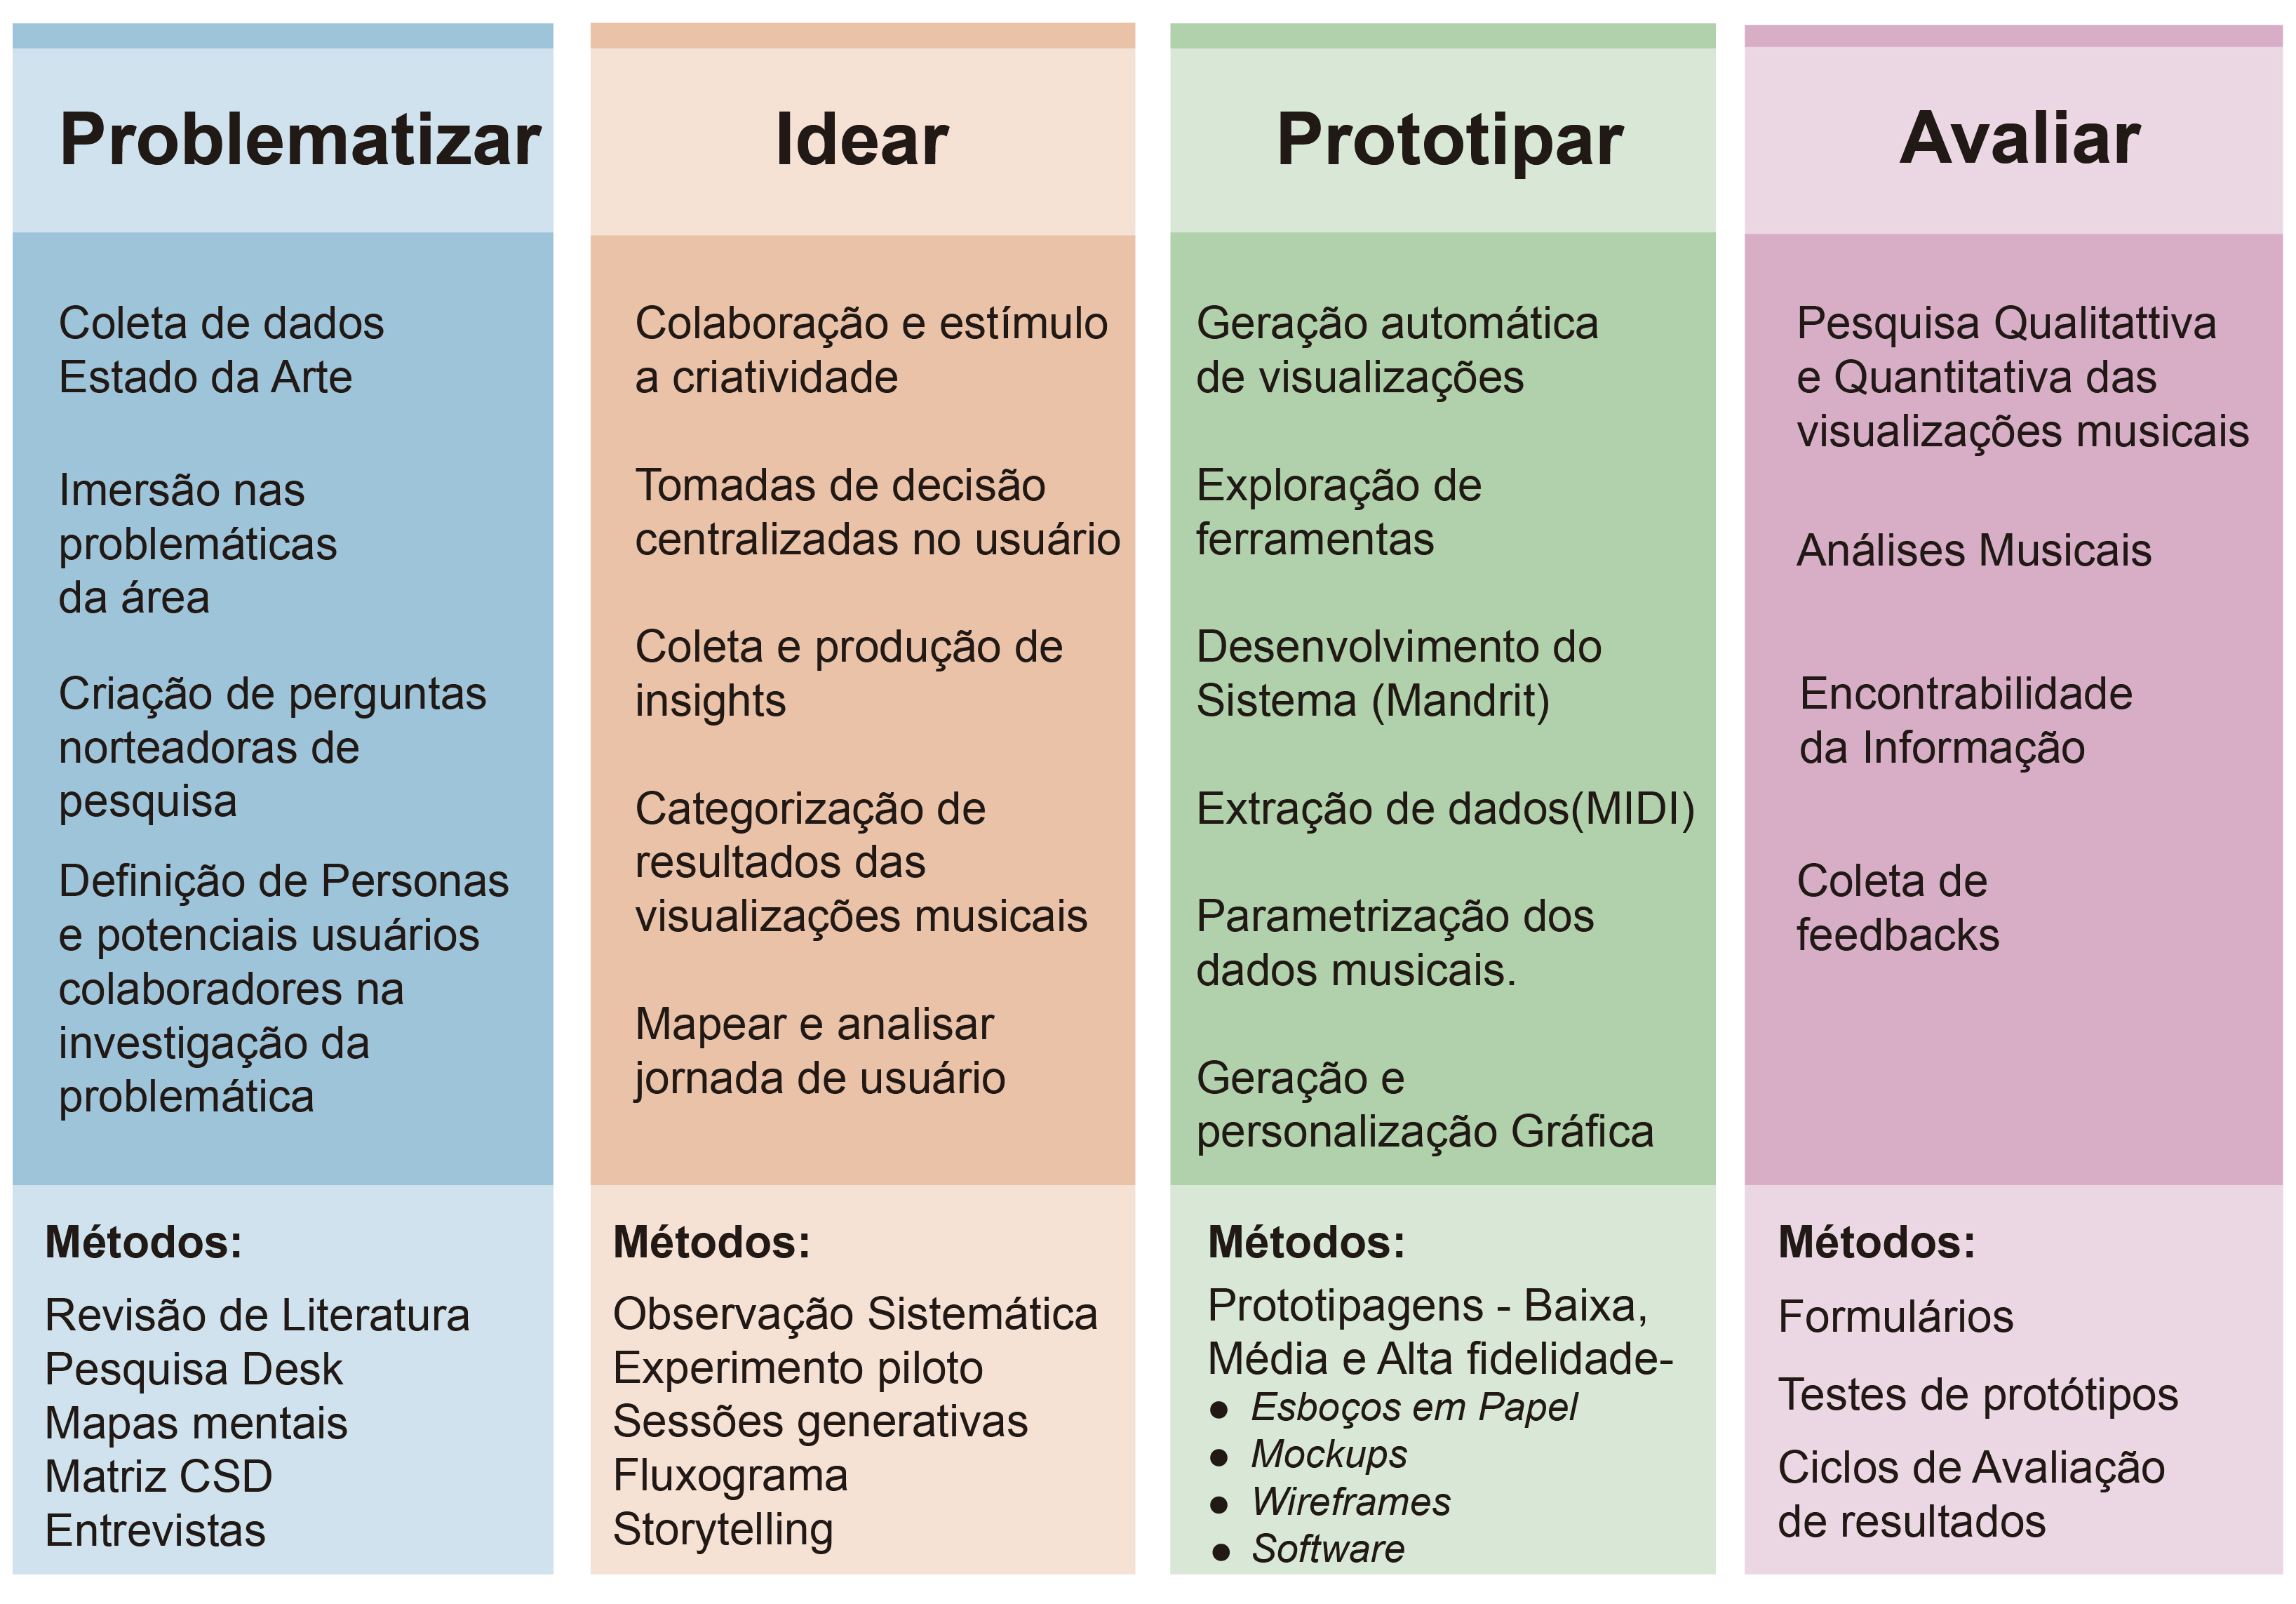 Problematizar
Coleta de dados
Estado da Arte
Imersão nas
problemáticas
da área
Criação de perguntas
norteadoras de
pesquisa
Definição de Personas
e potenciais usuários
colaboradores na
investigação da
problemática
Métodos:
Revisão de Literatura
Pesquisa Desk
Mapas mentais
Matriz CSD
Entrevistas
Idear
Colaboração e estímulo
a criatividade
Tomadas de decisão
centralizadas no usuário
Coleta e produção de
insights
Categorização de
resultados das
visualizações musicais
Mapear e analisar
jornada de usuário
Métodos:
Observação Sistemática
Experimento piloto
Sessões generativas
Fluxograma
Storytelling
Prototipar
Geração automática
de visualizações
Exploração de
ferramentas
Desenvolvimento do
Sistema (Mandrit)
Extração de dados(MIDI)
Parametrização dos
dados musicais.
Geração e
personalização Gráfica
Métodos:
Prototipagens - Baixa,
Média e Alta fidelidade-
● Esboços em Papel
● Mockups
● Wireframes
● Software
Avaliar
Pesquisa Qualitattiva
e Quantitativa das
visualizações musicais
Análises Musicais
Encontrabilidade
da Informação
Coleta de
feedbacks
Métodos:
Formulários
Testes de protótipos
Ciclos de Avaliação
de resultados